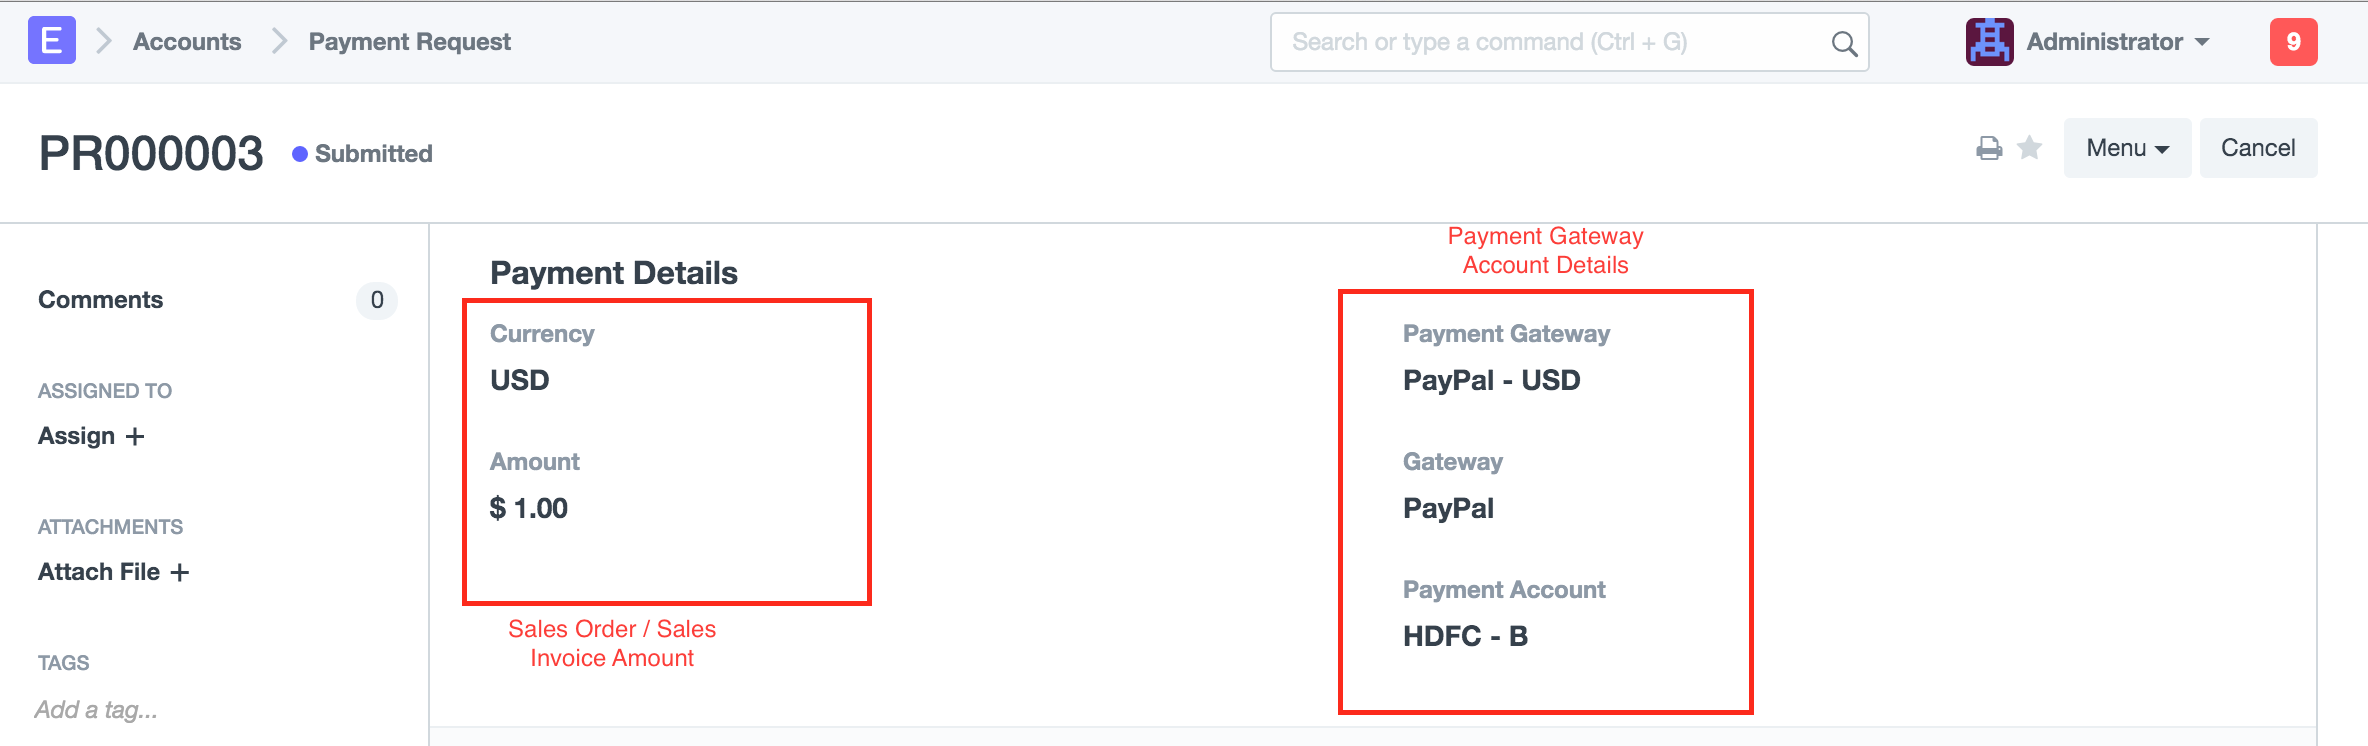 E Accounts Payment Request Search or type a command (Ctrl + G) Administrator 9
PR000003 Submitted Menu Cancel
Comments 0
ASSIGNED TO
Assign +
ATTACHMENTS
Attach File +
TAGS
Add a tag...
Payment Details
Currency
USD
Amount
$ 1.00
Sales Order / Sales
Invoice Amount
Payment Gateway
Account Details
Payment Gateway
PayPal - USD
Gateway
PayPal
Payment Account
HDFC - B